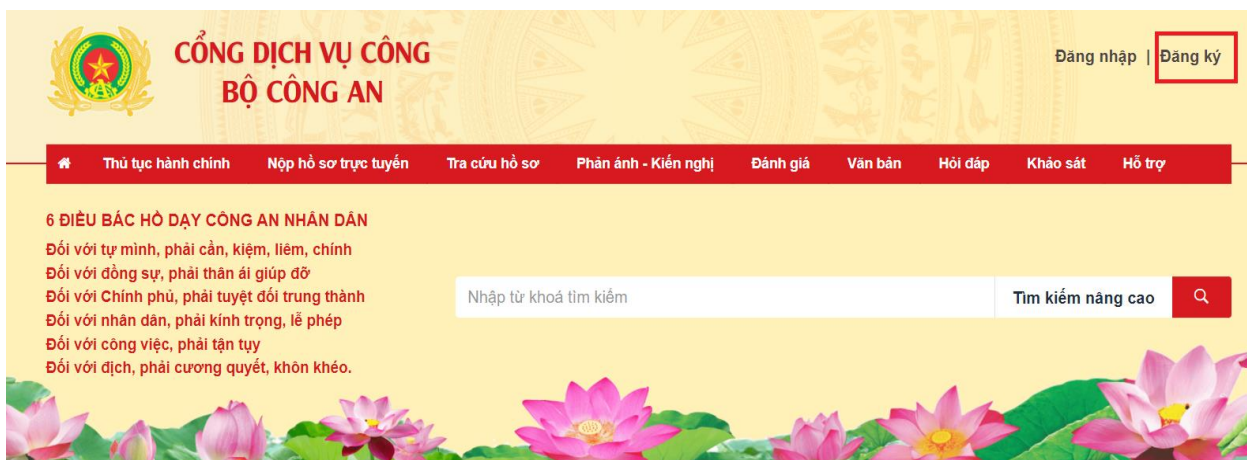 CỔNG DỊCH VỤ CÔNG
BỘ CÔNG AN
Đăng nhập | Đăng ký
Thủ tục hành chính Nộp hồ sơ trực tuyến Tra cứu hồ sơ Phản ánh - Kiến nghị Đánh giá Văn bản Hỏi đáp Khảo sát Hỗ trợ
6 ĐIỀU BÁC HỒ DẠY CÔNG AN NHÂN DÂN
Đối với tự mình, phải cần, kiệm, liêm, chính
Đối với đồng sự, phải thân ái giúp đỡ
Đối với Chính phủ, phải tuyệt đối trung thành
Đối với nhân dân, phải kính trọng, lễ phép
Đối với công việc, phải tận tụy
Đối với địch, phải cương quyết, khôn khéo.
Nhập từ khoá tìm kiếm
Tìm kiếm nâng cao